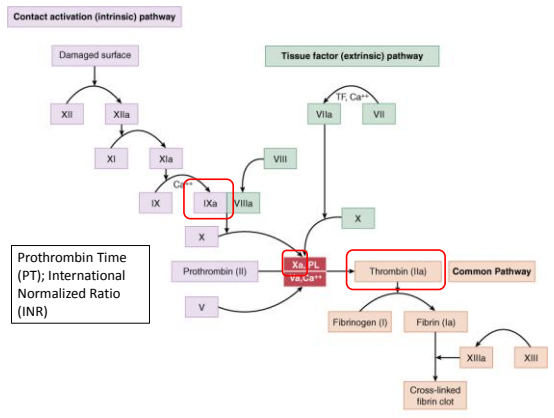 Contact activation (intrinsic) pathway
Damaged surface
Tissue factor (extrinsic) pathway
TF, Ca++
XII
XIIa
VIIa
VII
XI
XIa
VIII
Ca++
IX
IXa
VIIIa
X
X
Prothrombin Time
(PT); International
Normalized Ratio
(INR)
Prothrombin (II)
Xa, PL
Va,Ca++
Thrombin (IIa)
Common Pathway
V
Fibrinogen (I)
Fibrin (Ia)
XIIIa
XIII
Cross-linked
fibrin clot